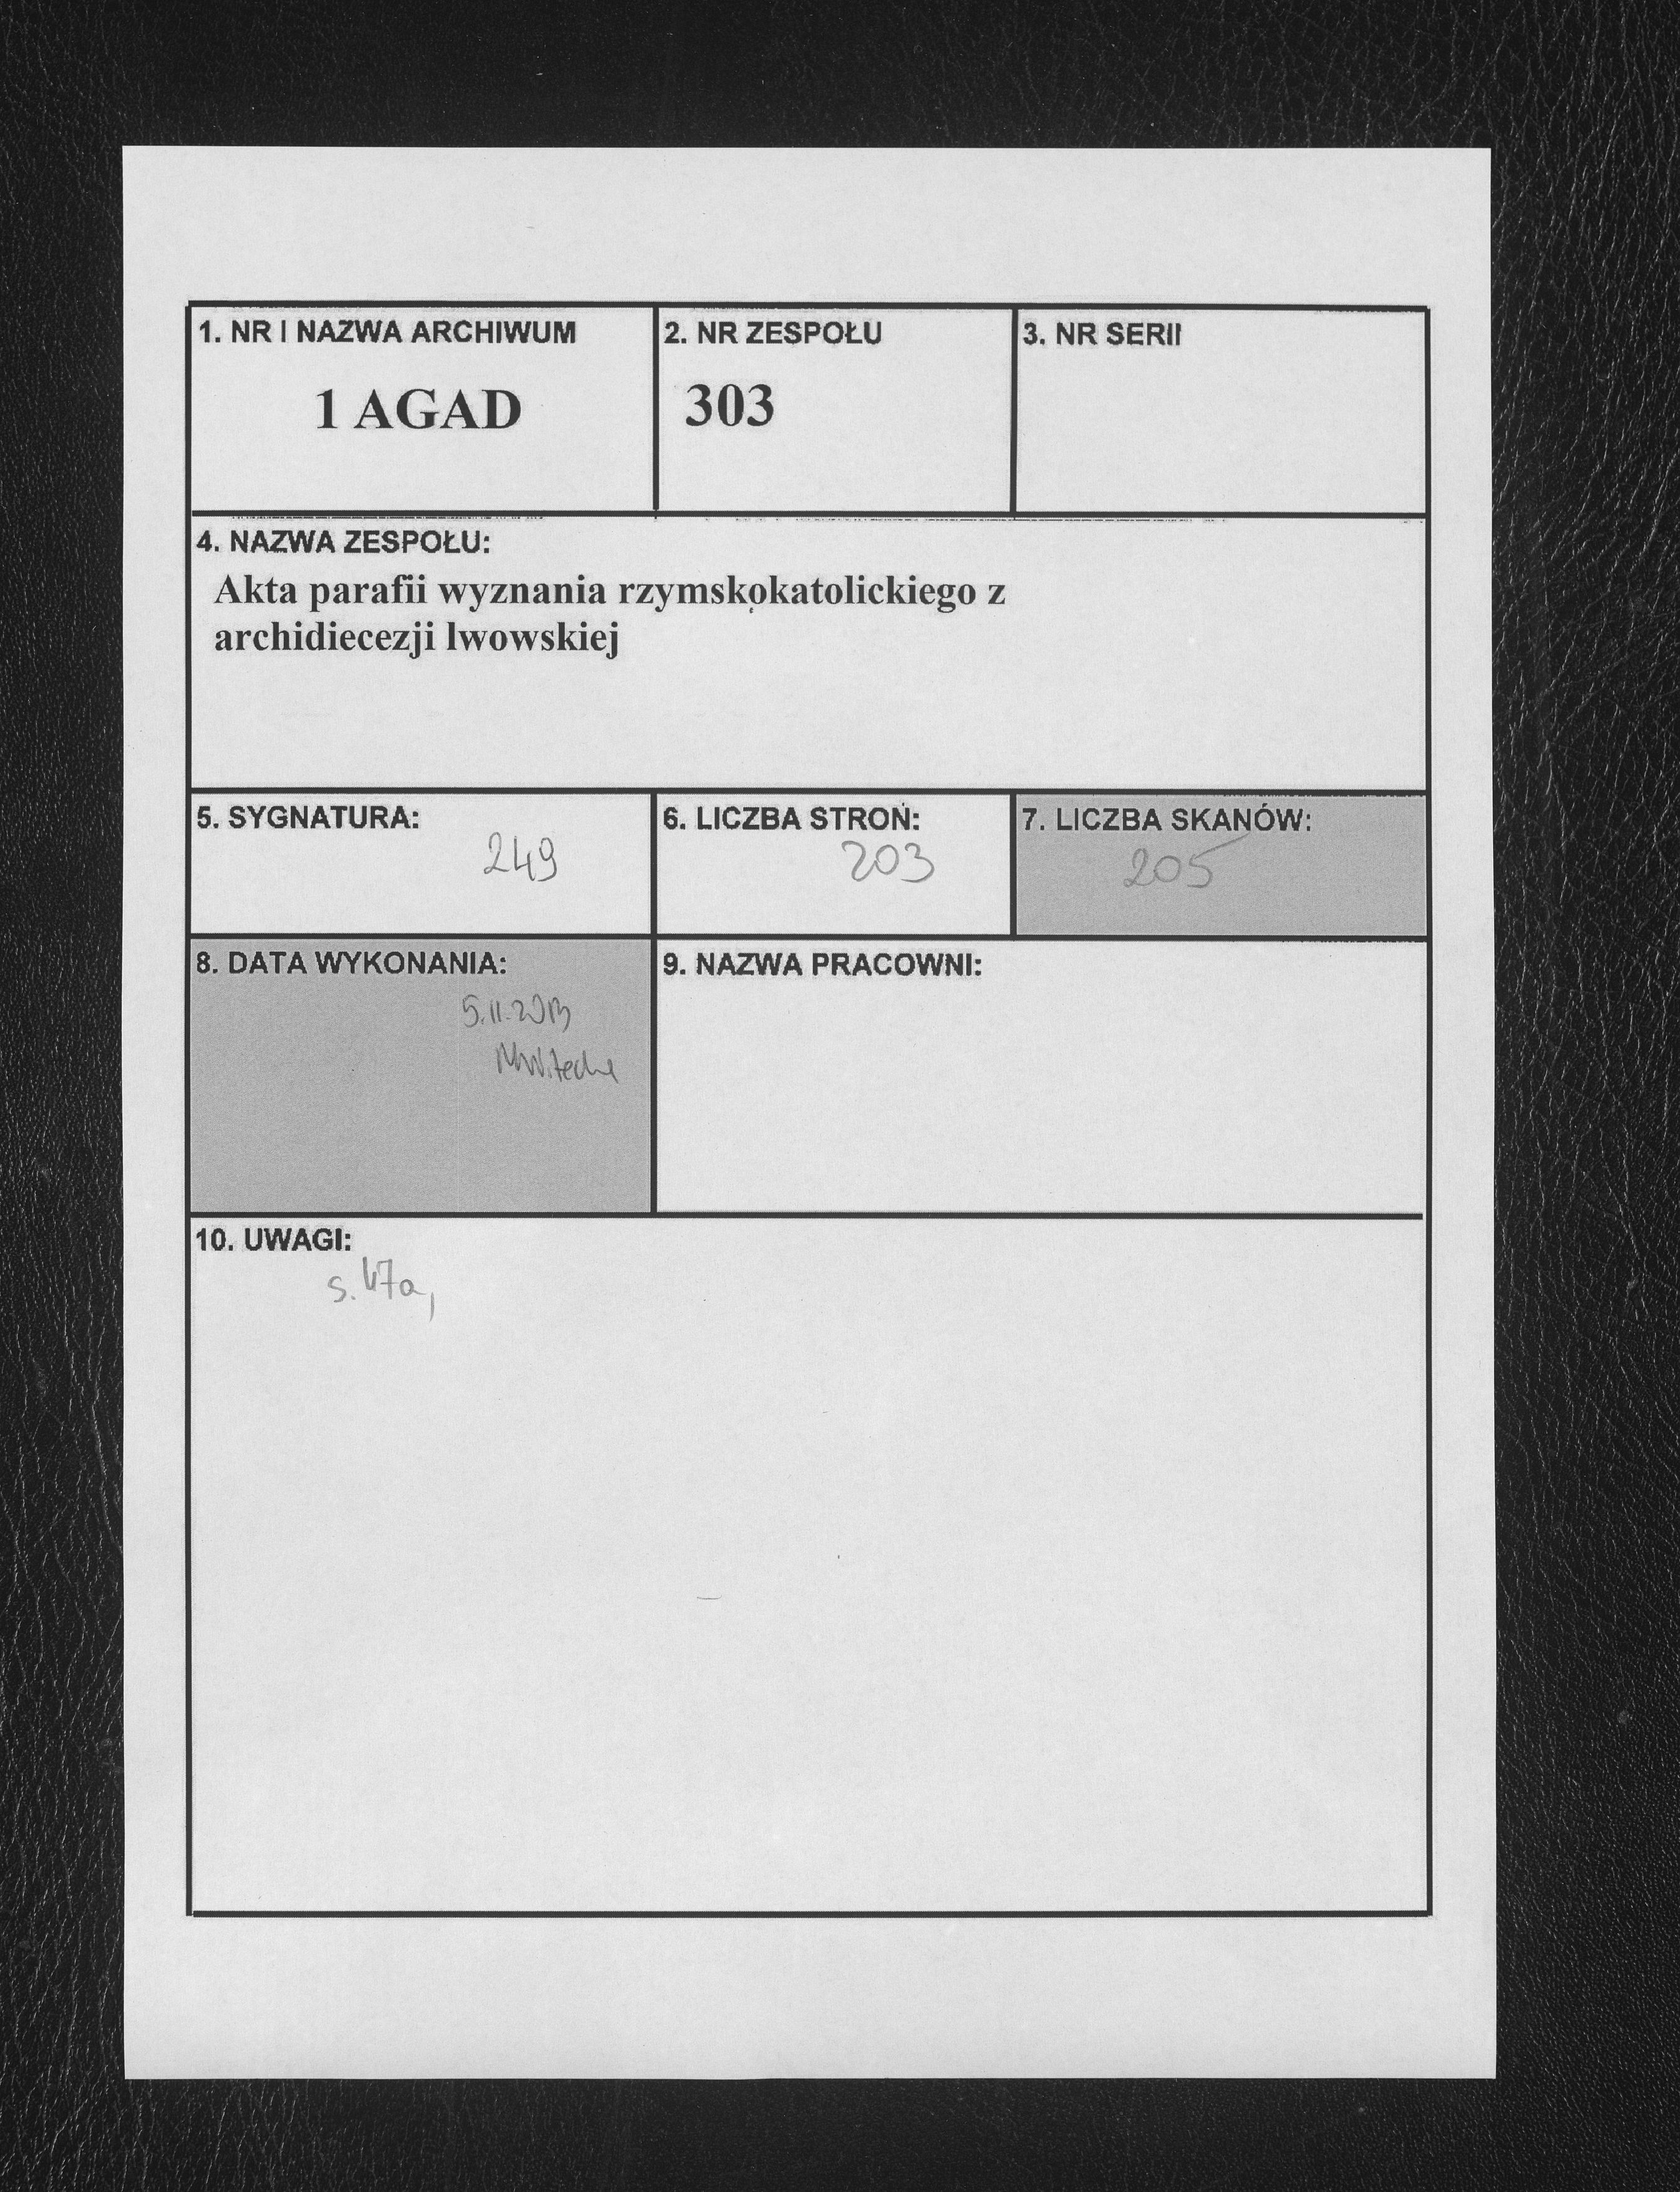 1. NR I NAZWA ARCHIWUM
1 AGAD
2. NR ZESPOŁU
303
3. NR SERII
4. NAZWA ZESPOŁU:
Akta parafii wyznania rzymskokatolickiego z
archidiecezji lwowskiej
5. SYGNATURA:
249
6. LICZBA STRON:
203
7. LICZBA SKANÓW:
205
8. DATA WYKONANIA:
5.11.2013
9. NAZWA PRACOWNI:
10. UWAGI:
s. 47a,